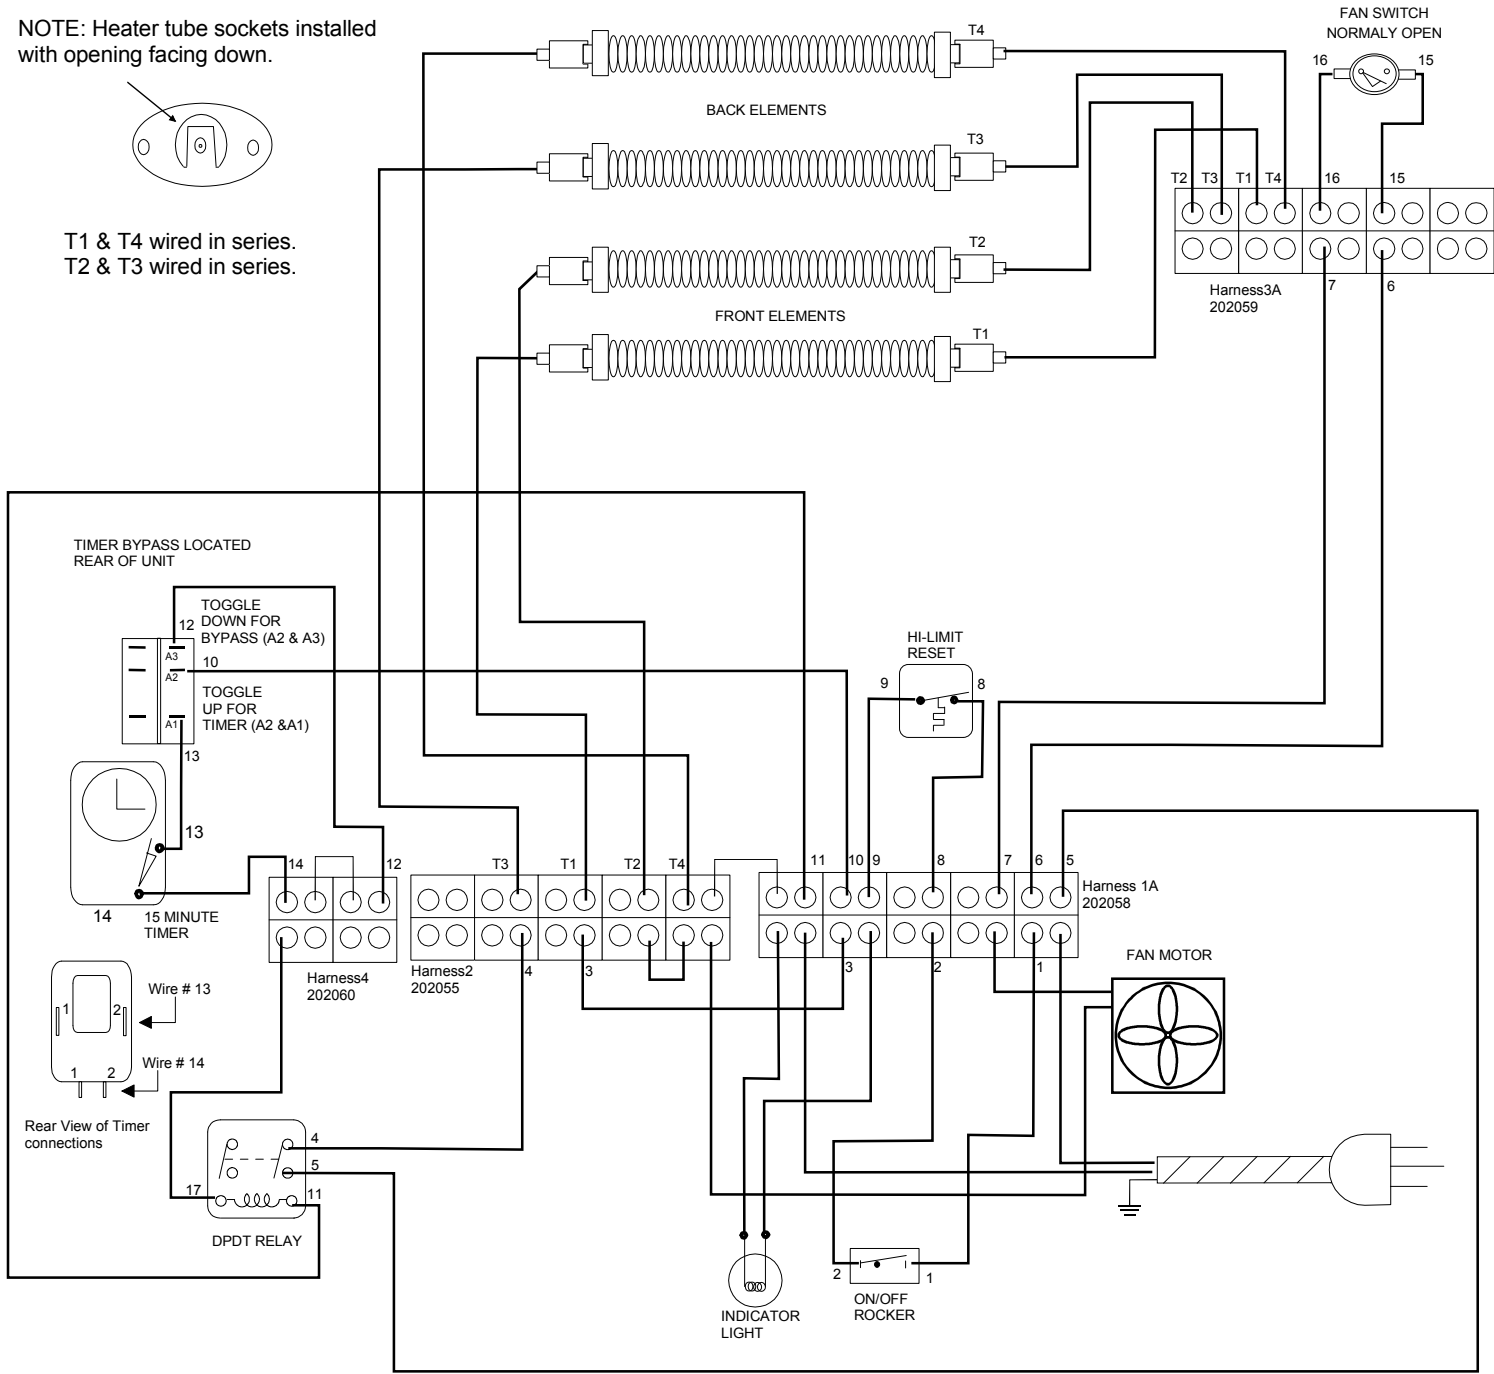 NOTE: Heater tube sockets installed
with opening facing down.
T1 & T4 wired in series.
T2 & T3 wired in series.
T4
BACK ELEMENTS
T3
T2
FRONT ELEMENTS
T1
FAN SWITCH
NORMALY OPEN
16
15
T2
T3
T1
T4
16
15
7
6
Harness3A
202059
TIMER BYPASS LOCATED
REAR OF UNIT
TOGGLE
DOWN FOR
BYPASS (A2 & A3)
12
A3
10
A2
TOGGLE
UP FOR
TIMER (A2 &A1)
A1
13
13
14
15 MINUTE
TIMER
HI-LIMIT
RESET
9
8
14
12
Harness4
202060
T3
T1
T2
T4
Harness2
202055
4
3
11
10
9
8
7
6
5
Harness 1A
202058
3
2
1
FAN MOTOR
Wire # 13
1
2
Wire # 14
1
2
Rear View of Timer
connections
4
5
17
11
DPDT RELAY
INDICATOR
LIGHT
2
1
ON/OFF
ROCKER